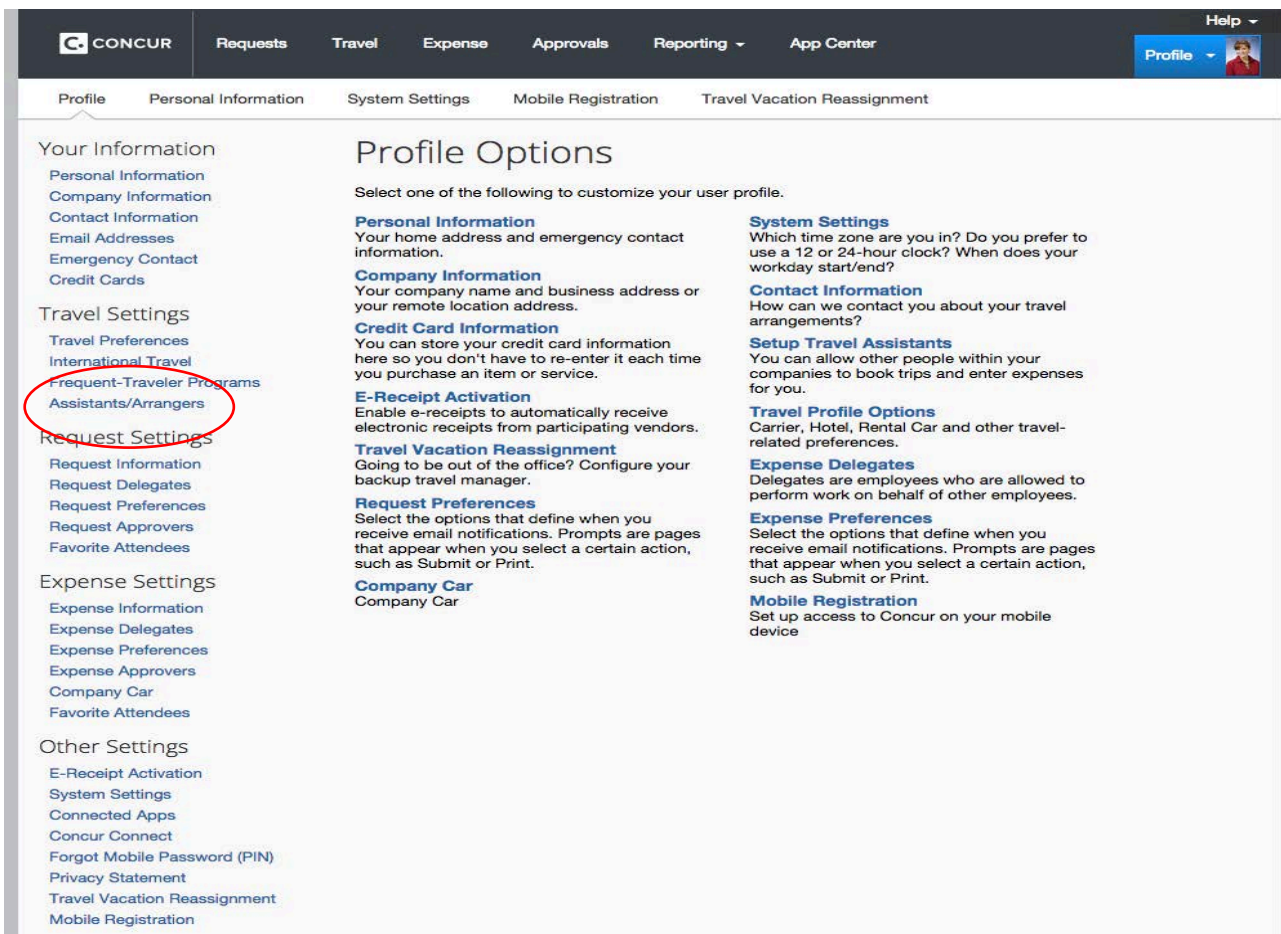 Help
C. CONCUR Requests Travel Expense Approvals Reporting App Center
Profile
Profile Personal Information System Settings Mobile Registration Travel Vacation Reassignment
Your Information
Personal Information
Company Information
Contact Information
Email Addresses
Emergency Contact
Credit Cards
Travel Settings
Travel Preferences
International Travel
Frequent-Traveler Programs
Assistants/Arrangers
Request Settings
Request Information
Request Delegates
Request Preferences
Request Approvers
Favorite Attendees
Expense Settings
Expense Information
Expense Delegates
Expense Preferences
Expense Approvers
Company Car
Favorite Attendees
Other Settings
E-Receipt Activation
System Settings
Connected Apps
Concur Connect
Forgot Mobile Password (PIN)
Privacy Statement
Travel Vacation Reassignment
Mobile Registration
Profile Options
Select one of the following to customize your user profile.
Personal Information
Your home address and emergency contact
information.
Company Information
Your company name and business address or
your remote location address.
Credit Card Information
You can store your credit card information
here so you don't have to re-enter it each time
you purchase an item or service.
E-Receipt Activation
Enable e-receipts to automatically receive
electronic receipts from participating vendors.
Travel Vacation Reassignment
Going to be out of the office? Configure your
backup travel manager.
Request Preferences
Select the options that define when you
receive email notifications. Prompts are pages
that appear when you select a certain action,
such as Submit or Print.
Company Car
Company Car
System Settings
Which time zone are you in? Do you prefer to
use a 12 or 24-hour clock? When does your
workday start/end?
Contact Information
How can we contact you about your travel
arrangements?
Setup Travel Assistants
You can allow other people within your
companies to book trips and enter expenses
for you.
Travel Profile Options
Carrier, Hotel, Rental Car and other travel-
related preferences.
Expense Delegates
Delegates are employees who are allowed to
perform work on behalf of other employees.
Expense Preferences
Select the options that define when you
receive email notifications. Prompts are pages
that appear when you select a certain action,
such as Submit or Print.
Mobile Registration
Set up access to Concur on your mobile
device